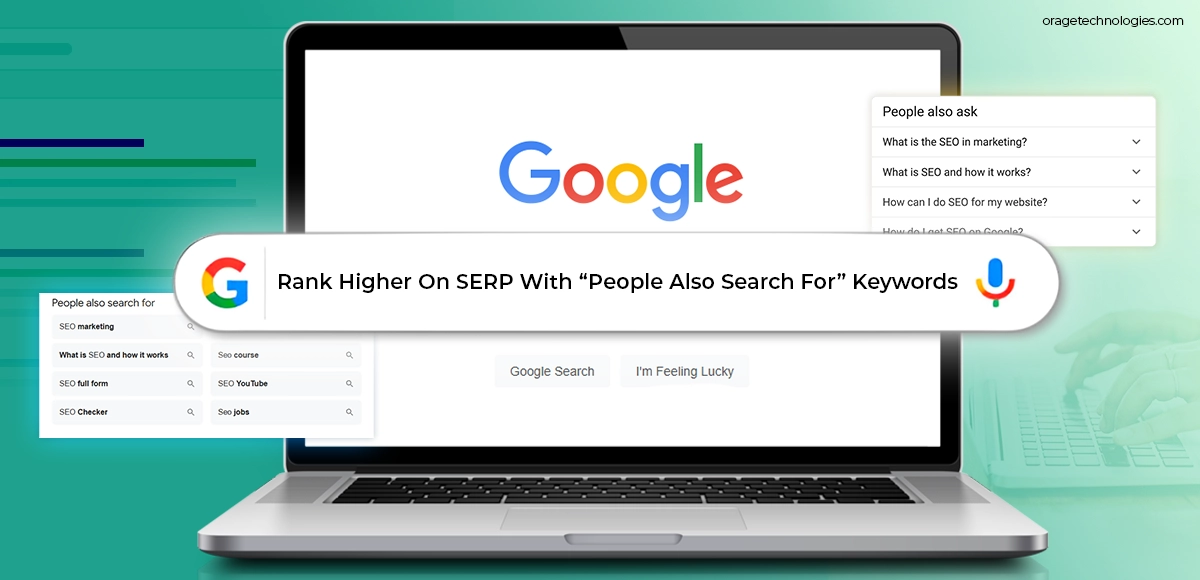 oragetechnologies.com
Google
People also ask
What is the SEO in marketing?
What is SEO and how it works?
How can I do SEO for my website?
How do I get SEO on Google?
Rank Higher On SERP With “People Also Search For” Keywords
People also search for
SEO marketing
What is SEO and how it works
Seo course
SEO full form
SEO YouTube
SEO Checker
Seo jobs
Google Search
I'm Feeling Lucky